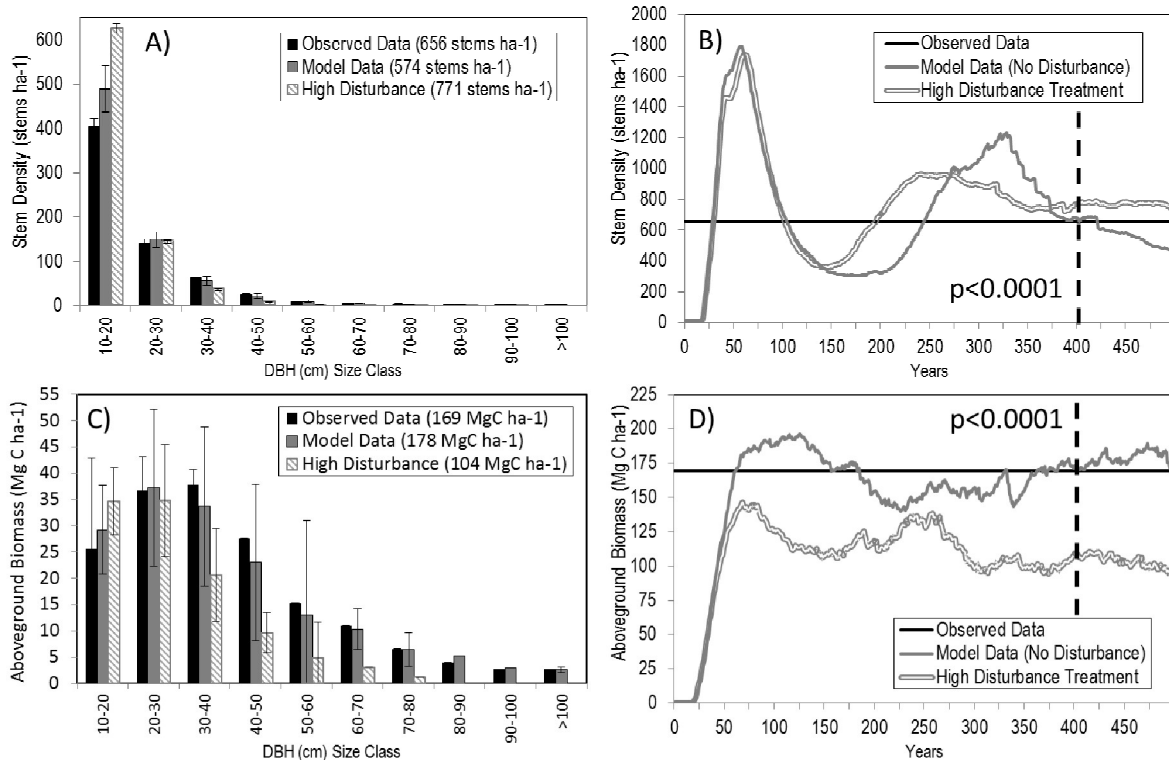 A)
Observed Data (656 stems ha-1)
Model Data (574 stems ha-1)
High Disturbance (771 stems ha-1)
Stem Density (stems ha-1)
600
500
400
300
200
100
0
10-20
20-30
30-40
40-50
50-60
60-70
70-80
80-90
90-100
>100
DBH (cm) Size Class
B)
Observed Data
Model Data (No Disturbance)
High Disturbance Treatment
Stem Density (stems ha-1)
2000
1800
1600
1400
1200
1000
800
600
400
200
0
p<0.0001
0 50 100 150 200 250 300 350 400 450
Years
C)
Observed Data (169 MgC ha-1)
Model Data (178 MgC ha-1)
High Disturbance (104 MgC ha-1)
Aboveground Biomass (Mg C ha-1)
55
50
45
40
35
30
25
20
15
10
5
0
10-20
20-30
30-40
40-50
50-60
60-70
70-80
80-90
90-100
>100
DBH (cm) Size Class
D)
p<0.0001
Aboveground Biomass (Mg C ha-1)
225
200
175
150
125
100
75
50
25
0
Observed Data
Model Data (No Disturbance)
High Disturbance Treatment
0 50 100 150 200 250 300 350 400 450
Years